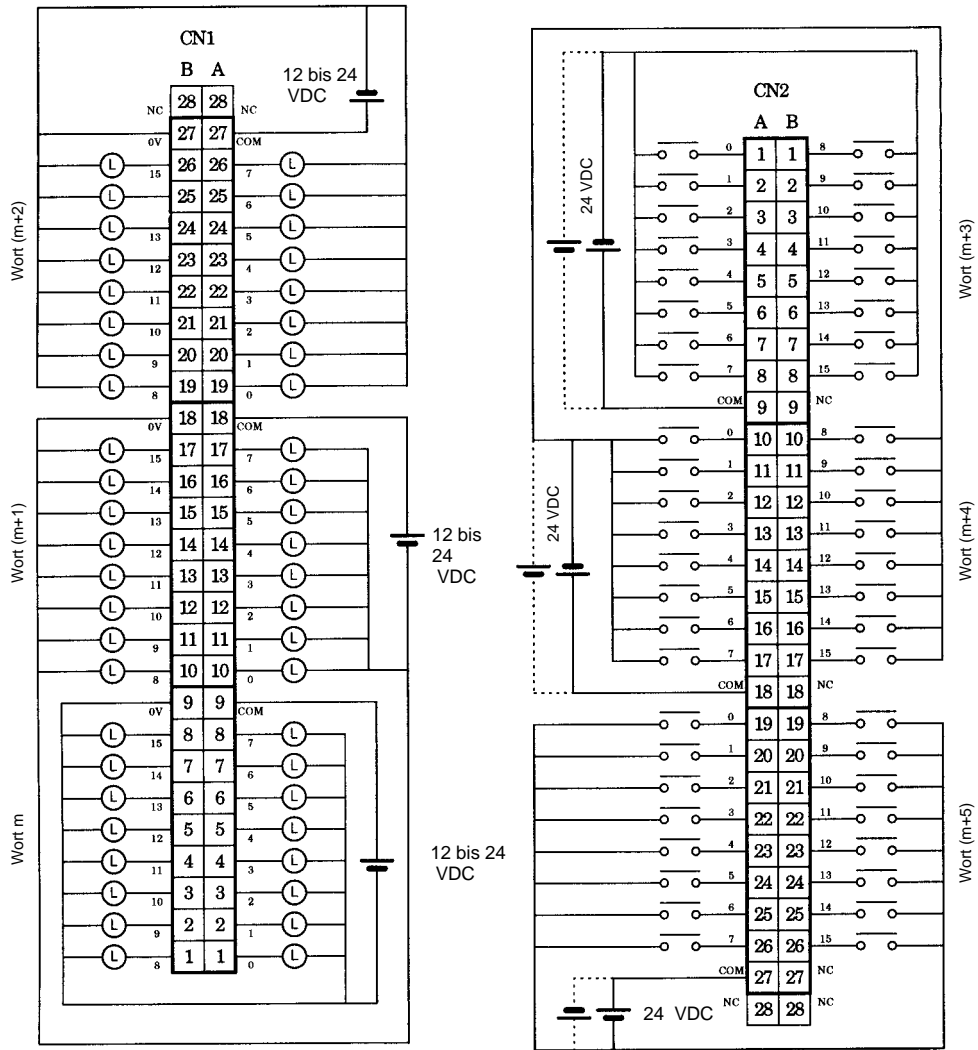 CN1
B A
12 bis 24
VDC
NC 28 28 NC
0V 27 27 COM
L 15 26 26 7 L
L 25 25 6 L
L 13 24 24 5 L
L 12 23 23 4 L
L 11 22 22 3 L
L 10 21 21 2 L
L 9 20 20 1 L
L 8 19 19 0 L
Wort (m+2)
0V 18 18 COM
L 15 17 17 7 L
L 14 16 16 6 L
L 13 15 15 5 L
L 12 14 14 4 L
L 11 13 13 3 L
L 10 12 12 2 L
L 9 11 11 1 L
L 8 10 10 0 L
Wort (m+1)
12 bis
24
VDC
0V 9 9 COM
L 15 8 8 7 L
L 14 7 7 6 L
L 13 6 6 5 L
L 12 5 5 4 L
L 11 4 4 3 L
L 10 3 3 2 L
L 9 2 2 1 L
L 8 1 1 0 L
Wort m
12 bis 24
VDC
CN2
A B
0 1 1 8
1 2 2 9
2 3 3 10
3 4 4 11
4 5 5 12
5 6 6 13
6 7 7 14
7 8 8 15
COM 9 9 NC
24 VDC
Wort (m+3)
0 10 10 8
1 11 11 9
2 12 12 10
3 13 13 11
4 14 14 12
5 15 15 13
6 16 16 14
7 17 17 15
COM 18 18 NC
24 VDC
Wort (m+4)
0 19 19 8
1 20 20 9
2 21 21 10
3 22 22 11
4 23 23 12
5 24 24 13
6 25 25 14
7 26 26 15
COM 27 27 NC
NC 28 28 NC
Wort (m+5)
24 VDC